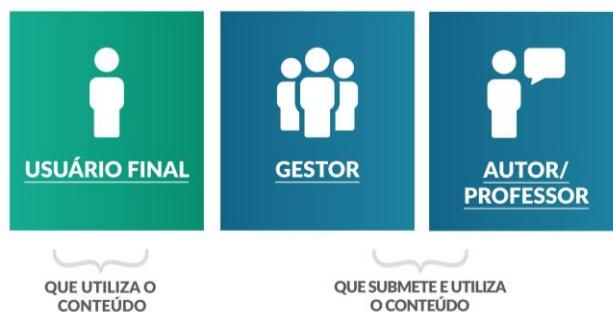 USUÁRIO FINAL
GESTOR
AUTOR/
PROFESSOR
QUE UTILIZA O
CONTEÚDO
QUE SUBMETE E UTILIZA
O CONTEÚDO